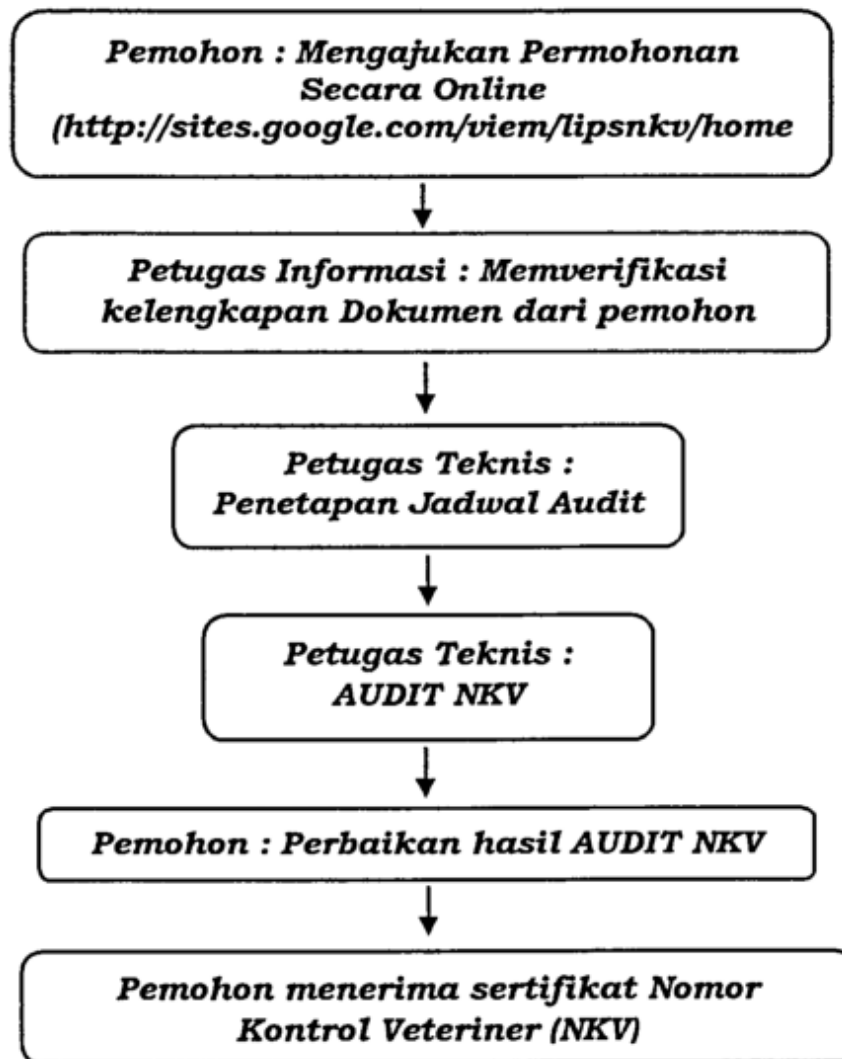 Pemohon : Mengajukan Permohonan
Secara Online
(http://sites.google.com/viem/lipsnkv/home
Petugas Informasi : Memverifikasi
kelengkapan Dokumen dari pemohon
Petugas Teknis :
Penetapan Jadwal Audit
Petugas Teknis :
AUDIT NKV
Pemohon : Perbaikan hasil AUDIT NKV
Pemohon menerima sertifikat Nomor
Kontrol Veteriner (NKV)